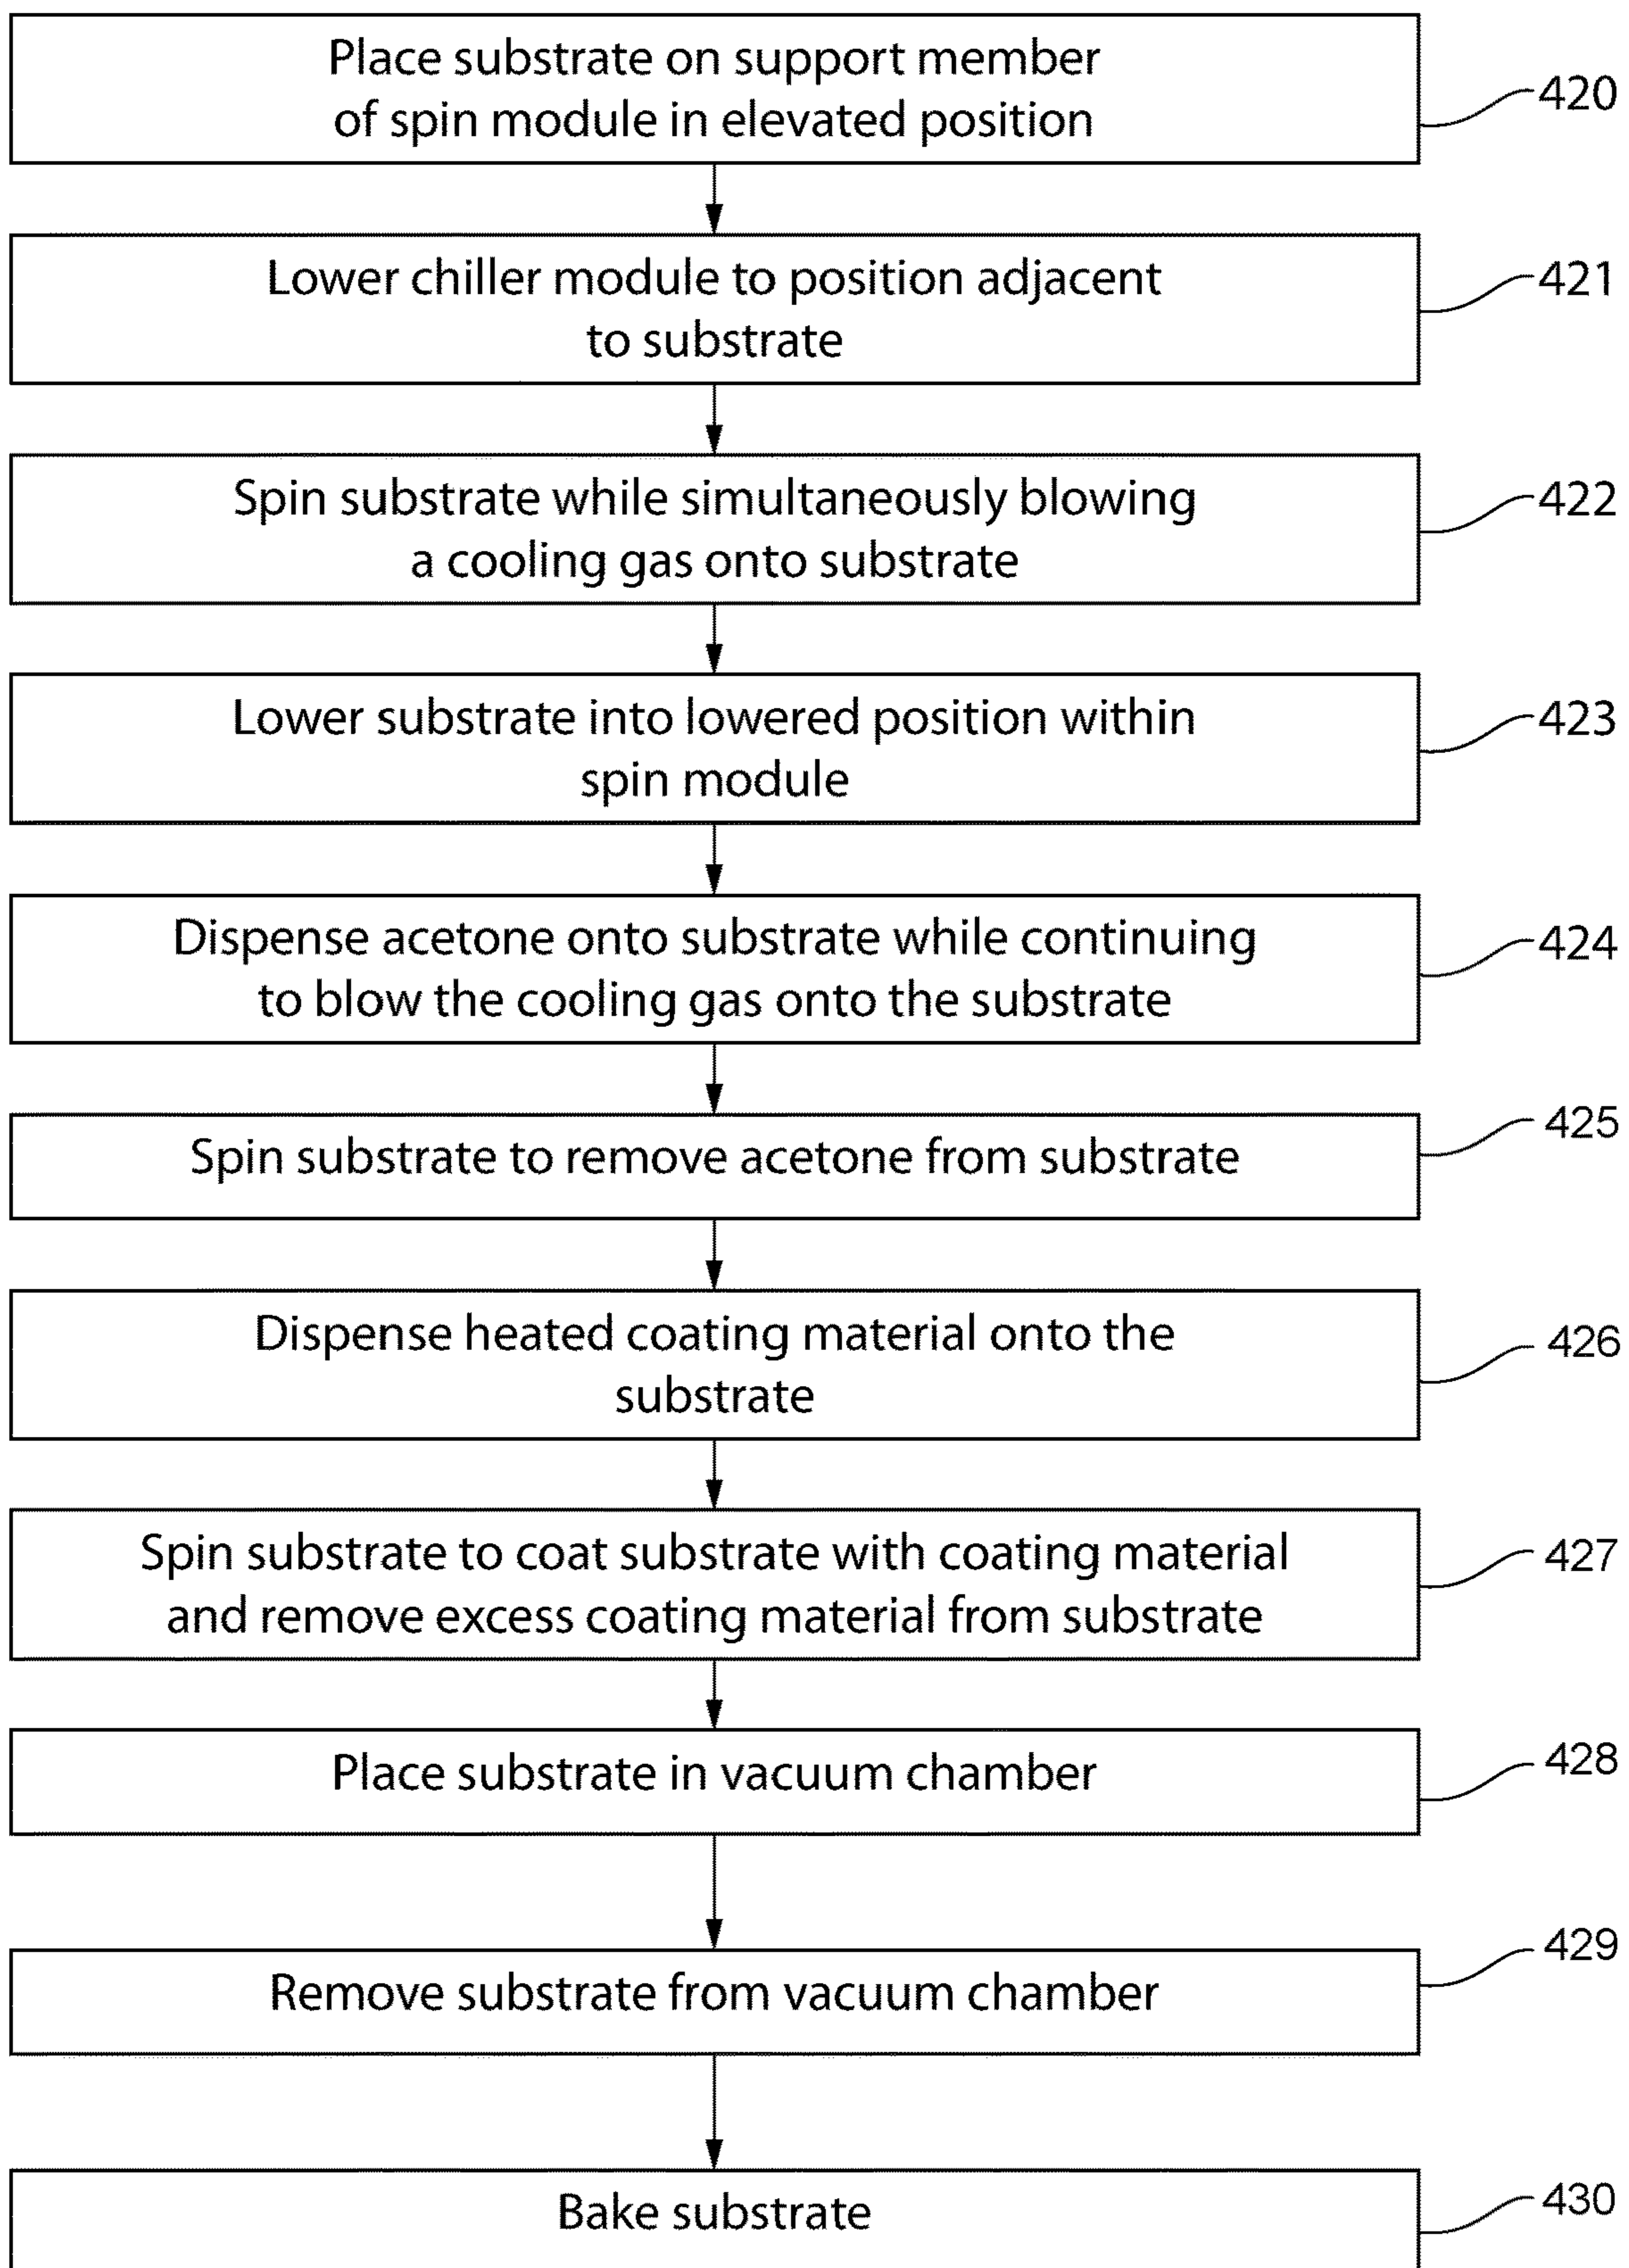 Place substrate on support member
of spin module in elevated position
420
Lower chiller module to position adjacent
to substrate
421
Spin substrate while simultaneously blowing
a cooling gas onto substrate
422
Lower substrate into lowered position within
spin module
423
Dispense acetone onto substrate while continuing
to blow the cooling gas onto the substrate
424
Spin substrate to remove acetone from substrate
425
Dispense heated coating material onto the
substrate
426
Spin substrate to coat substrate with coating material
and remove excess coating material from substrate
427
Place substrate in vacuum chamber
428
Remove substrate from vacuum chamber
429
Bake substrate
430